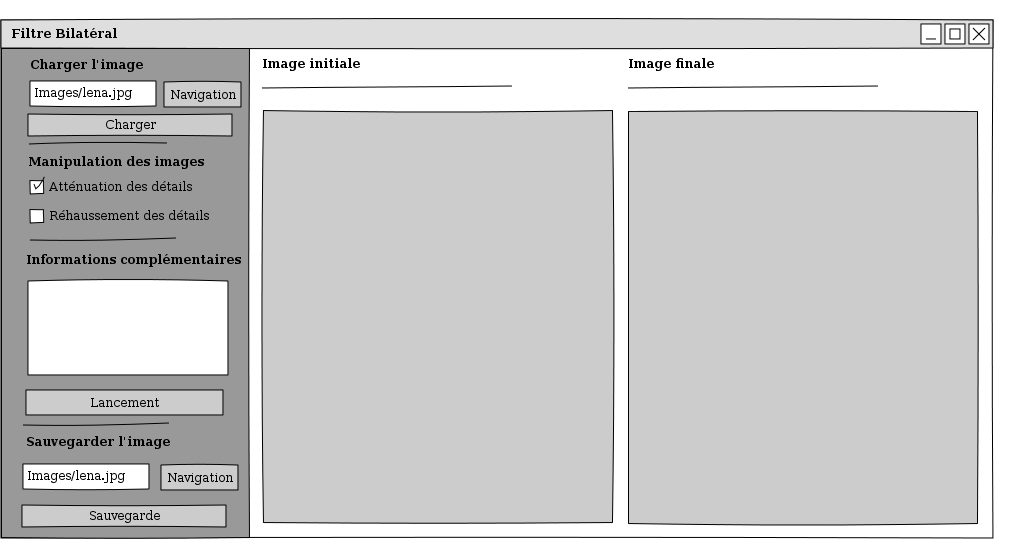 Filtre Bilatéral
Charger l'image
Images/lena.jpg
Navigation
Charger
Manipulation des images
Atténuation des détails
Réhaussement des détails
Informations complémentaires
Lancement
Sauvegarder l'image
Images/lena.jpg
Navigation
Sauvegarde
Image initiale
Image finale